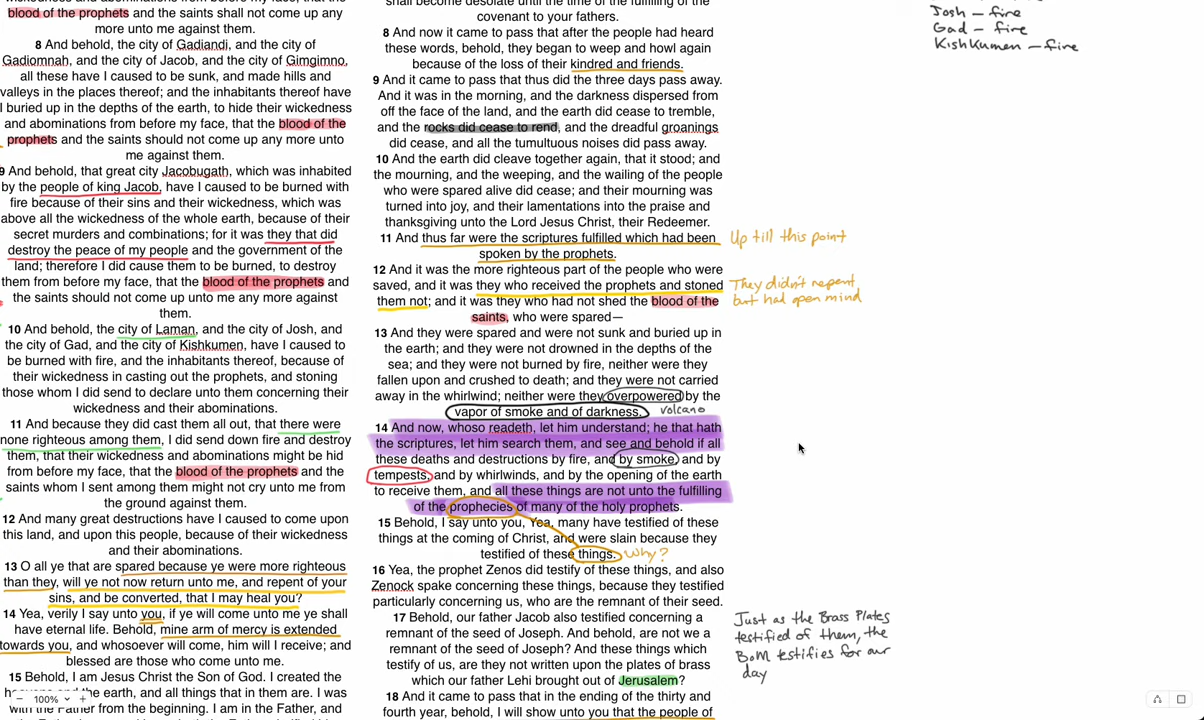 wickedness and abominations from before my face, that the
blood of the prophets and the saints shall not come up any
more unto me against them.
8 And behold, the city of Gadiandi, and the city of
Gadiomnah, and the city of Jacob, and the city of Gimgimno,
all these have I caused to be sunk, and made hills and
valleys in the places thereof; and the inhabitants thereof have
I buried up in the depths of the earth, to hide their wickedness
and abominations from before my face, that the blood of the
prophets and the saints should not come up any more unto
me against them.
9 And behold, that great city Jacobugath, which was inhabited
by the people of king Jacob, have I caused to be burned with
fire because of their sins and their wickedness, which was
above all the wickedness of the whole earth, because of their
secret murders and combinations; for it was they that did
destroy the peace of my people and the government of the
land; therefore I did cause them to be burned, to destroy
them from before my face, that the blood of the prophets and
the saints should not come up unto me any more against
them.
10 And behold, the city of Laman, and the city of Josh, and
the city of Gad, and the city of Kishkumen, have I caused to
be burned with fire, and the inhabitants thereof, because of
their wickedness in casting out the prophets, and stoning
those whom I did send to declare unto them concerning their
wickedness and their abominations.
11 And because they did cast them all out, that there were
none righteous among them, I did send down fire and destroy
them, that their wickedness and abominations might be hid
from before my face, that the blood of the prophets and the
saints whom I sent among them might not cry unto me from
the ground against them.
12 And many great destructions have I caused to come upon
this land, and upon this people, because of their wickedness
and their abominations.
13 O all ye that are spared because ye were more righteous
than they, will ye not now return unto me, and repent of your
sins, and be converted, that I may heal you?
14 Yea, verily I say unto you, if ye will come unto me ye shall
have eternal life. Behold, mine arm of mercy is extended
towards you, and whosoever will come, him will I receive; and
blessed are those who come unto me.
15 Behold, I am Jesus Christ the Son of God. I created the
the earth, and all things that in them are. I was
with the Father from the beginning. I am in the Father, and
− 100% +
shall become desolate until the time of the fulfilling of the
covenant to your fathers.
8 And now it came to pass that after the people had heard
these words, behold, they began to weep and howl again
because of the loss of their kindred and friends.
9 And it came to pass that thus did the three days pass away.
And it was in the morning, and the darkness dispersed from
off the face of the land, and the earth did cease to tremble,
and the rocks did cease to rend, and the dreadful groanings
did cease, and all the tumultuous noises did pass away.
10 And the earth did cleave together again, that it stood; and
the mourning, and the weeping, and the wailing of the people
who were spared alive did cease; and their mourning was
turned into joy, and their lamentations into the praise and
thanksgiving unto the Lord Jesus Christ, their Redeemer.
11 And thus far were the scriptures fulfilled which had been
spoken by the prophets.
12 And it was the more righteous part of the people who were
saved, and it was they who received the prophets and stoned
them not; and it was they who had not shed the blood of the
saints, who were spared—
13 And they were spared and were not sunk and buried up in
the earth; and they were not drowned in the depths of the
sea; and they were not burned by fire, neither were they
fallen upon and crushed to death; and they were not carried
away in the whirlwind; neither were they overpowered by the
vapor of smoke and of darkness. volcano
14 And now, whoso readeth, let him understand; he that hath
the scriptures, let him search them, and see and behold if all
these deaths and destructions by fire, and by smoke, and by
tempests, and by whirlwinds, and by the opening of the earth
to receive them, and all these things are not unto the fulfilling
of the prophecies of many of the holy prophets.
15 Behold, I say unto you, Yea, many have testified of these
things at the coming of Christ, and were slain because they
testified of these things. Why?
16 Yea, the prophet Zenos did testify of these things, and also
Zenock spake concerning these things, because they testified
particularly concerning us, who are the remnant of their seed.
17 Behold, our father Jacob also testified concerning a
remnant of the seed of Joseph. And behold, are not we a
remnant of the seed of Joseph? And these things which
testify of us, are they not written upon the plates of brass
which our father Lehi brought out of Jerusalem?
18 And it came to pass that in the ending of the thirty and
fourth year, behold, I will show unto you that the people of
Josh - fire
Gad - fire
Kishkumen - fire
Up till this point
They didn't repent
but had open mind
Just as the Brass Plates
testified of them, the
BoM testifies for our
day